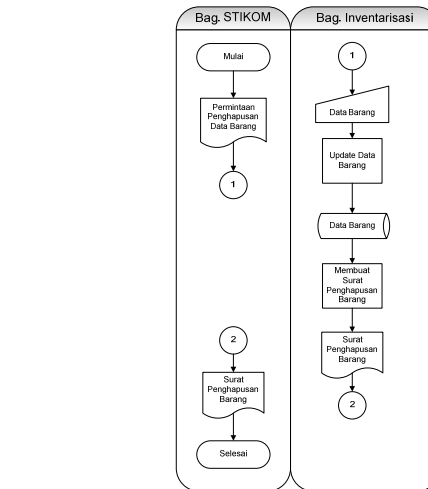 Bag. STIKOM
Mulai
Permintaan
Penghapusan
Data Barang
1
2
Surat
Penghapusan
Barang
Selesai
Bag. Inventarisasi
1
Data Barang
Update Data
Barang
Data Barang
Membuat
Surat
Penghapusan
Barang
Surat
Penghapusan
Barang
2